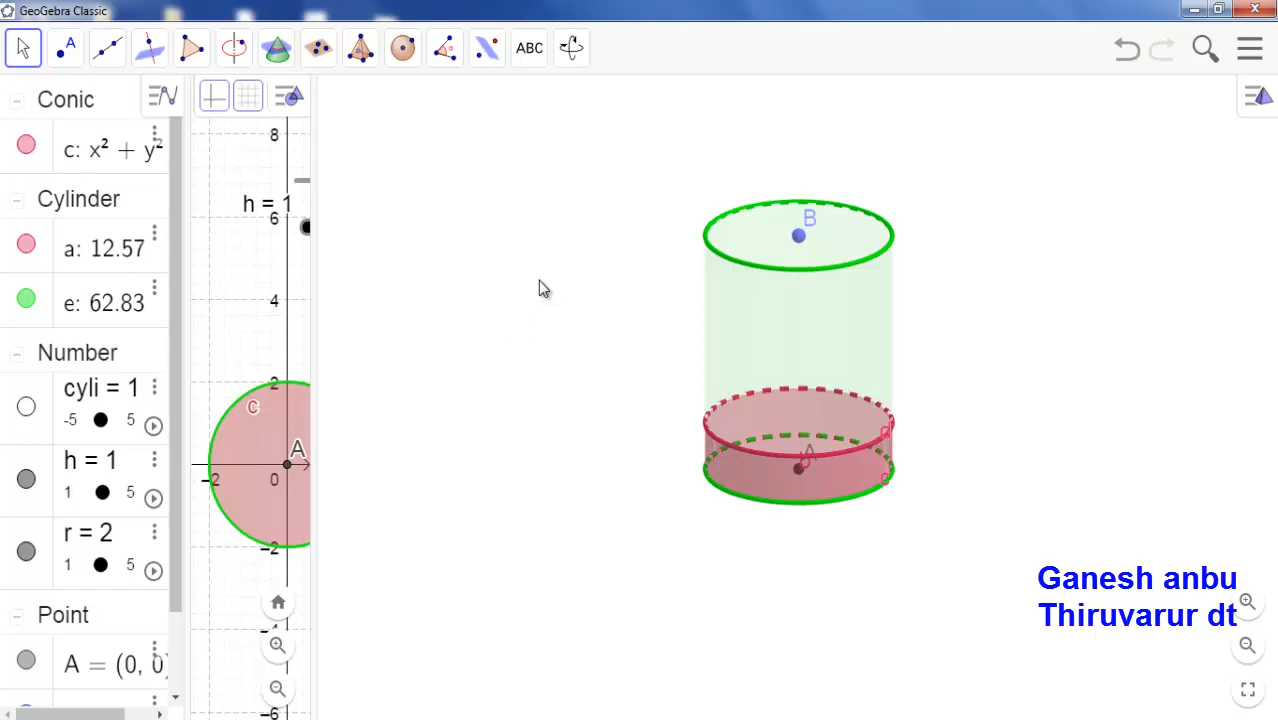 GeoGebra Classic
ABC
Conic
c: x² + y²
Cylinder
a: 12.57
e: 62.83
Number
cyli = 1
-5 5
h = 1
1 5
r = 2
1 5
Point
A = (0, 0)
8
h = 1
6
4
2
c
A
-2 0
-2
-4
-6
B
d
A
b
c
Ganesh anbu
Thiruvarur dt